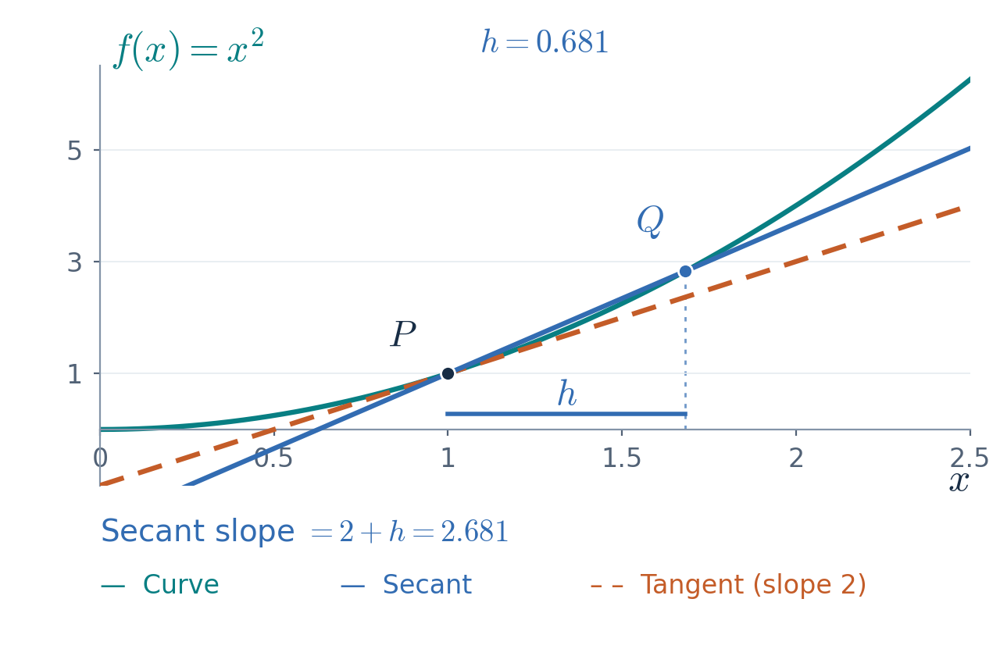 f(x) = x²
h = 0.681
5
3
1
Q
P
h
0 0.5 1 1.5 2 2.5
x
Secant slope = 2 + h = 2.681
— Curve — Secant – – Tangent (slope 2)